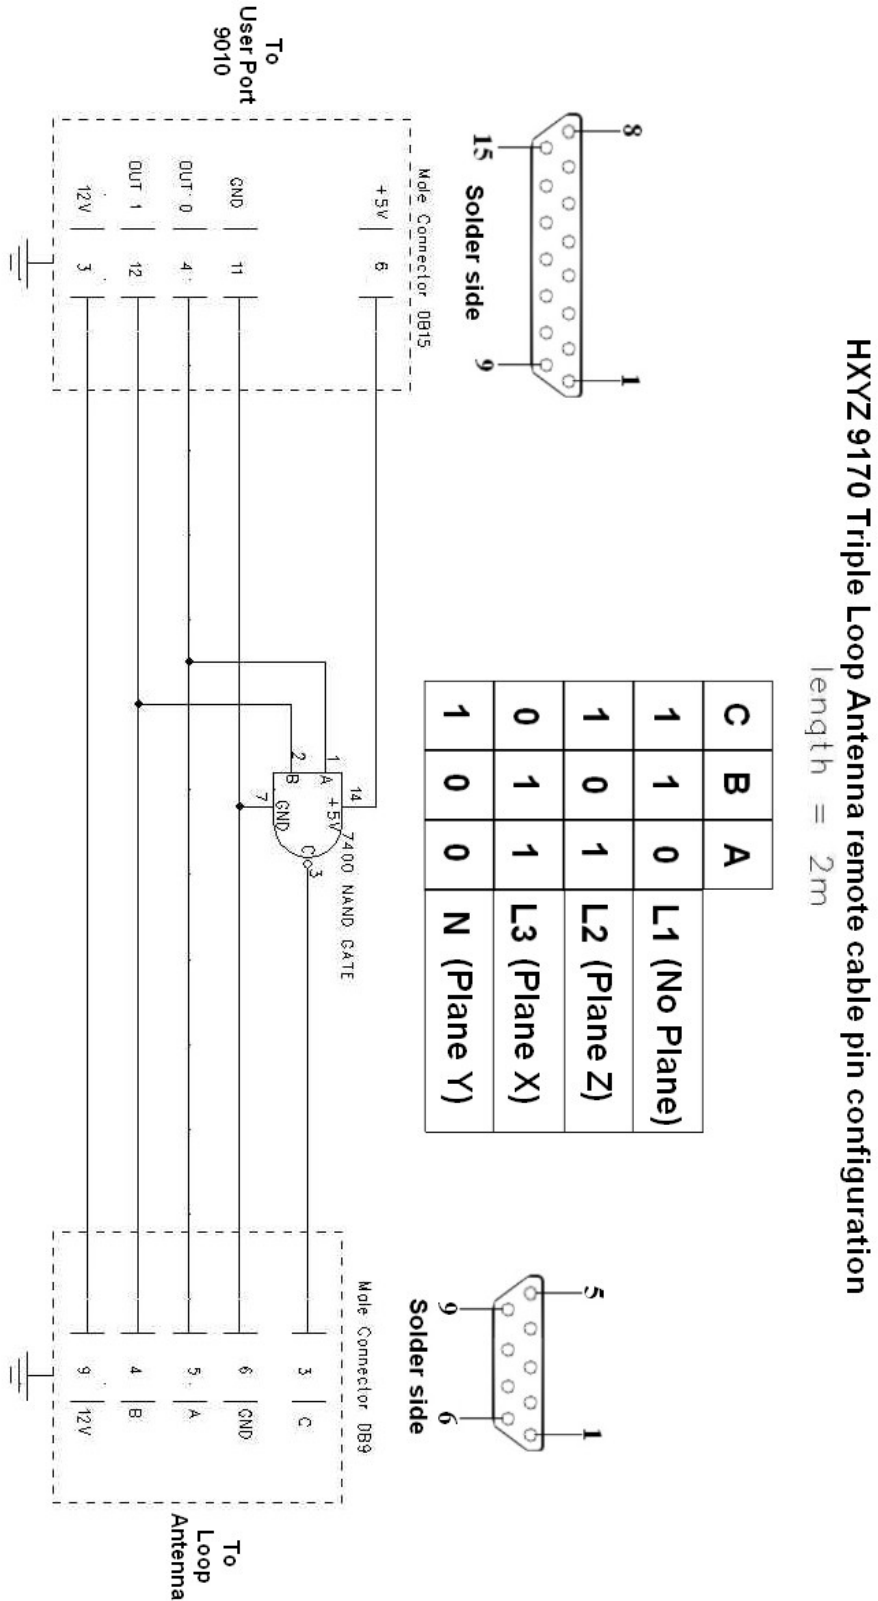 HXYZ 9170 Triple Loop Antenna remote cable pin configuration
length = 2m
8
1
15
9
Solder side
C B A
1 1 0 L1 (No Plane)
1 0 1 L2 (Plane Z)
0 1 1 L3 (Plane X)
1 0 0 N (Plane Y)
5
1
9
6
Solder side
Male Connector DB15
+5V 6
GND 11
OUT 0 4
OUT 1 12
12V 3
To
User Port
9010
7400 NAND GATE
14
+5V
1
A
2
B
7
GND
C
3
Male Connector DB9
3 C
6 GND
5 A
4 B
9 12V
To
Loop
Antenna